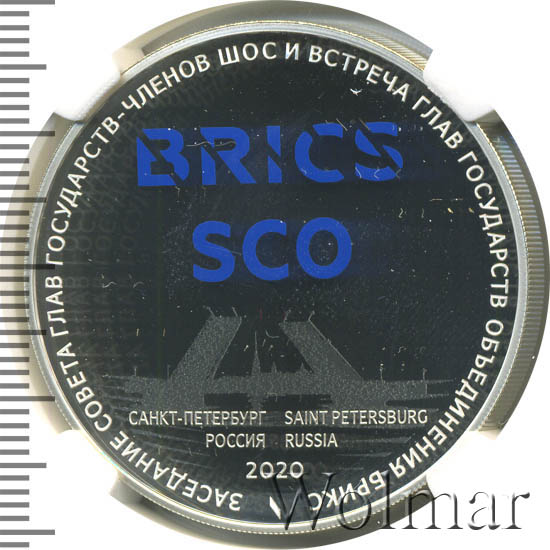 ЗАСЕДАНИЕ СОВЕТА ГЛАВ ГОСУДАРСТВ-ЧЛЕНОВ ШОС И ВСТРЕЧА ГЛАВ ГОСУДАРСТВ ОБЪЕДИНЕНИЯ БРИКС
BRICS
SCO
САНКТ-ПЕТЕРБУРГ SAINT PETERSBURG
РОССИЯ RUSSIA
2020
Wolmar